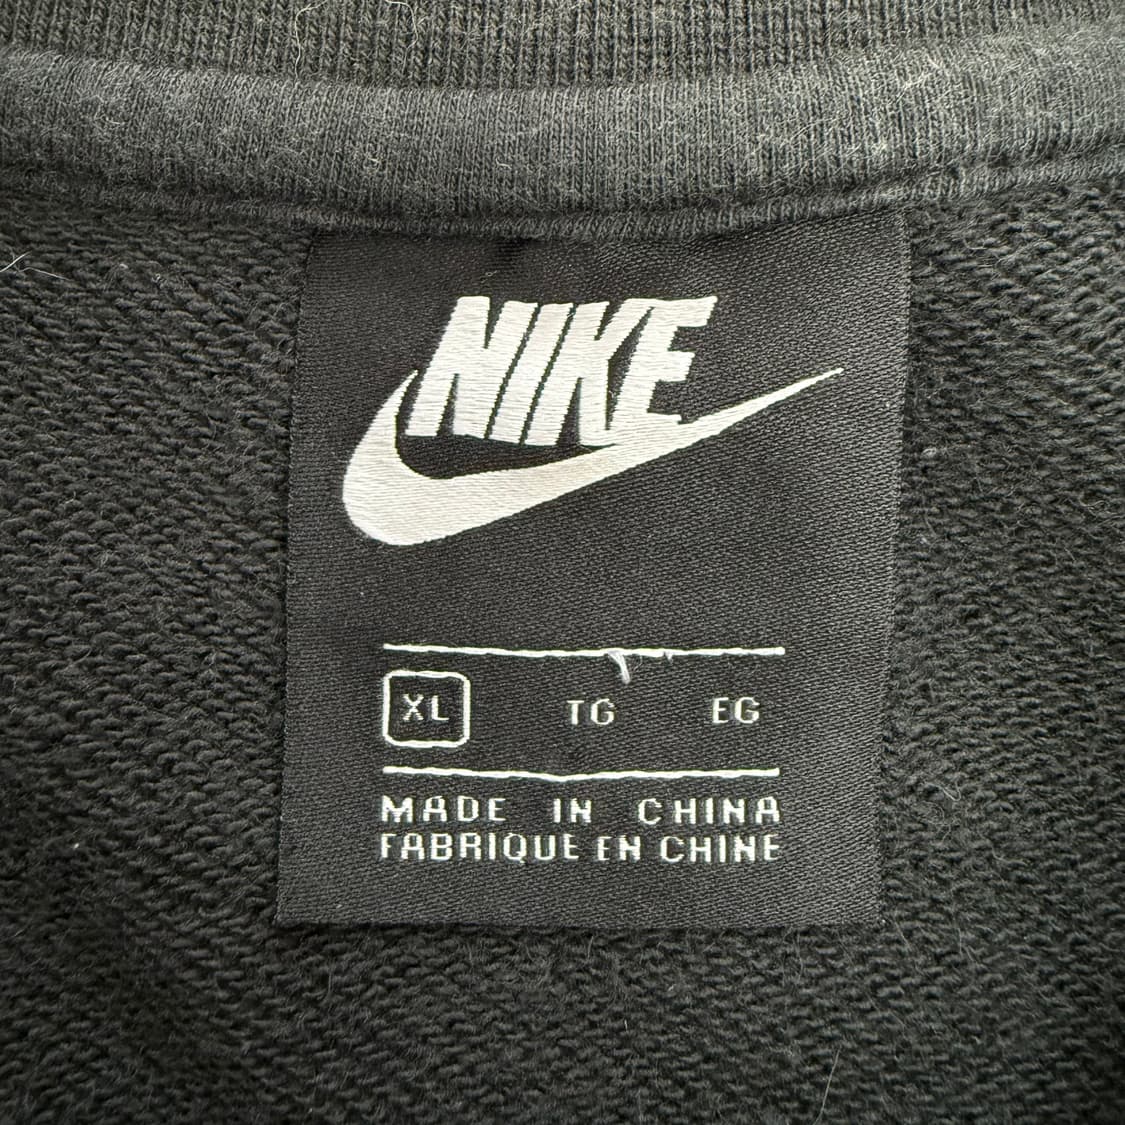 NIKE
XL TG EG
MADE IN CHINA
FABRIQUE EN CHINE